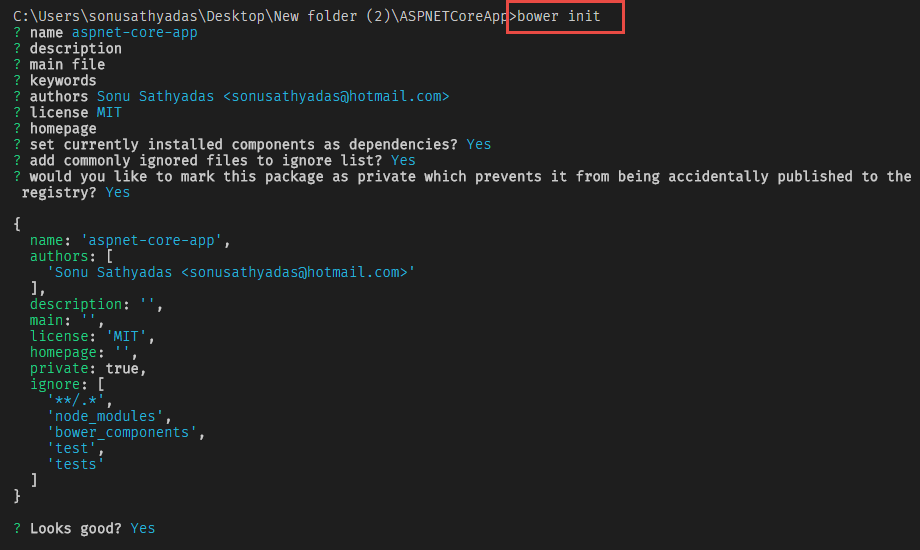 C:\Users\sonusathyadas\Desktop\New folder (2)\ASPNETCoreApp>bower init
? name aspnet-core-app
? description
? main file
? keywords
? authors Sonu Sathyadas <sonusathyadas@hotmail.com>
? license MIT
? homepage
? set currently installed components as dependencies? Yes
? add commonly ignored files to ignore list? Yes
? would you like to mark this package as private which prevents it from being accidentally published to the
registry? Yes
{
name: 'aspnet-core-app',
authors: [
'Sonu Sathyadas <sonusathyadas@hotmail.com>'
],
description: '',
main: '',
license: 'MIT',
homepage: '',
private: true,
ignore: [
'**/.*',
'node_modules',
'bower_components',
'test',
'tests'
]
}
? Looks good? Yes